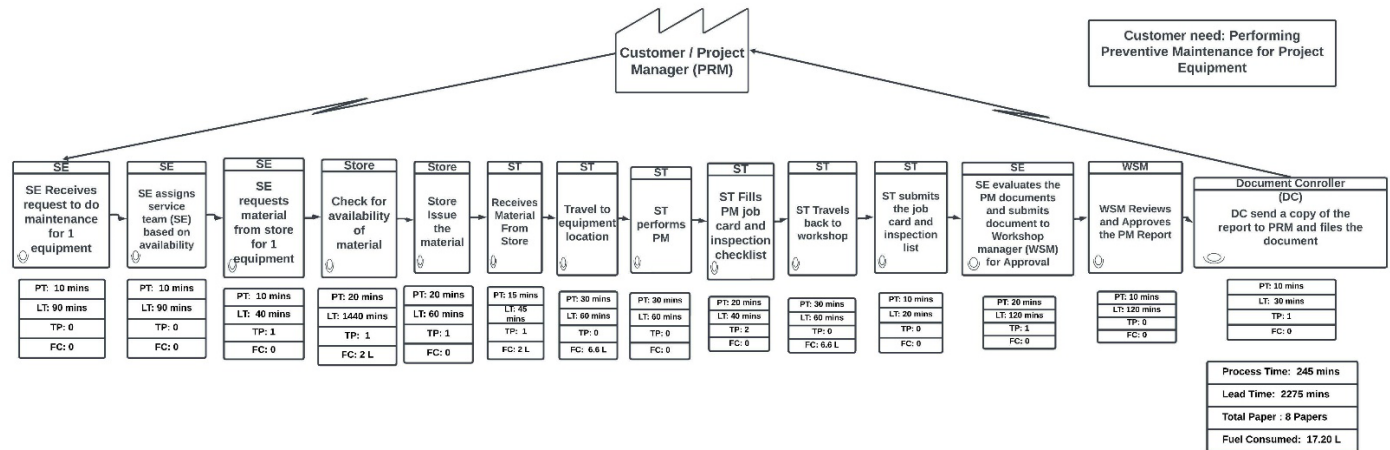 Customer / Project
Manager (PRM)
Customer need: Performing
Preventive Maintenance for Project
Equipment
SE
SE Receives
request to do
maintenance
for 1
equipment
PT: 10 mins
LT: 90 mins
TP: 0
FC: 0
SE
SE assigns
service
team (SE)
based on
availability
PT: 10 mins
LT: 90 mins
TP: 0
FC: 0
SE
SE
requests
material
from store
for 1
equipment
PT: 10 mins
LT: 40 mins
TP: 1
FC: 0
Store
Check for
availability
of
material
PT: 20 mins
LT: 1440 mins
TP: 1
FC: 2 L
Store
Store
Issue
the
material
PT: 20 mins
LT: 60 mins
TP: 1
FC: 0
ST
Receives
Material
From
Store
PT: 15 mins
LT: 45
mins
TP: 1
FC: 2 L
ST
Travel to
equipment
location
PT: 30 mins
LT: 60 mins
TP: 0
FC: 6.6 L
ST
ST
performs
PM
PT: 30 mins
LT: 60 mins
TP: 0
FC: 0
ST
ST Fills
PM job
card and
inspection
checklist
PT: 20 mins
LT: 40 mins
TP: 2
FC: 0
ST
ST Travels
back to
workshop
PT: 30 mins
LT: 60 mins
TP: 0
FC: 6.6 L
ST
ST submits
the job
card and
inspection
list
PT: 10 mins
LT: 20 mins
TP: 0
FC: 0
SE
SE evaluates the
PM documents
and submits
document to
Workshop
manager (WSM)
for Approval
PT: 20 mins
LT: 120 mins
TP: 1
FC: 0
WSM
WSM Reviews
and Approves
the PM Report
PT: 10 mins
LT: 120 mins
TP: 0
FC: 0
Document Conroller
(DC)
DC send a copy of the
report to PRM and files the
document
PT: 10 mins
LT: 30 mins
TP: 1
FC: 0
Process Time: 245 mins
Lead Time: 2275 mins
Total Paper : 8 Papers
Fuel Consumed: 17.20 L